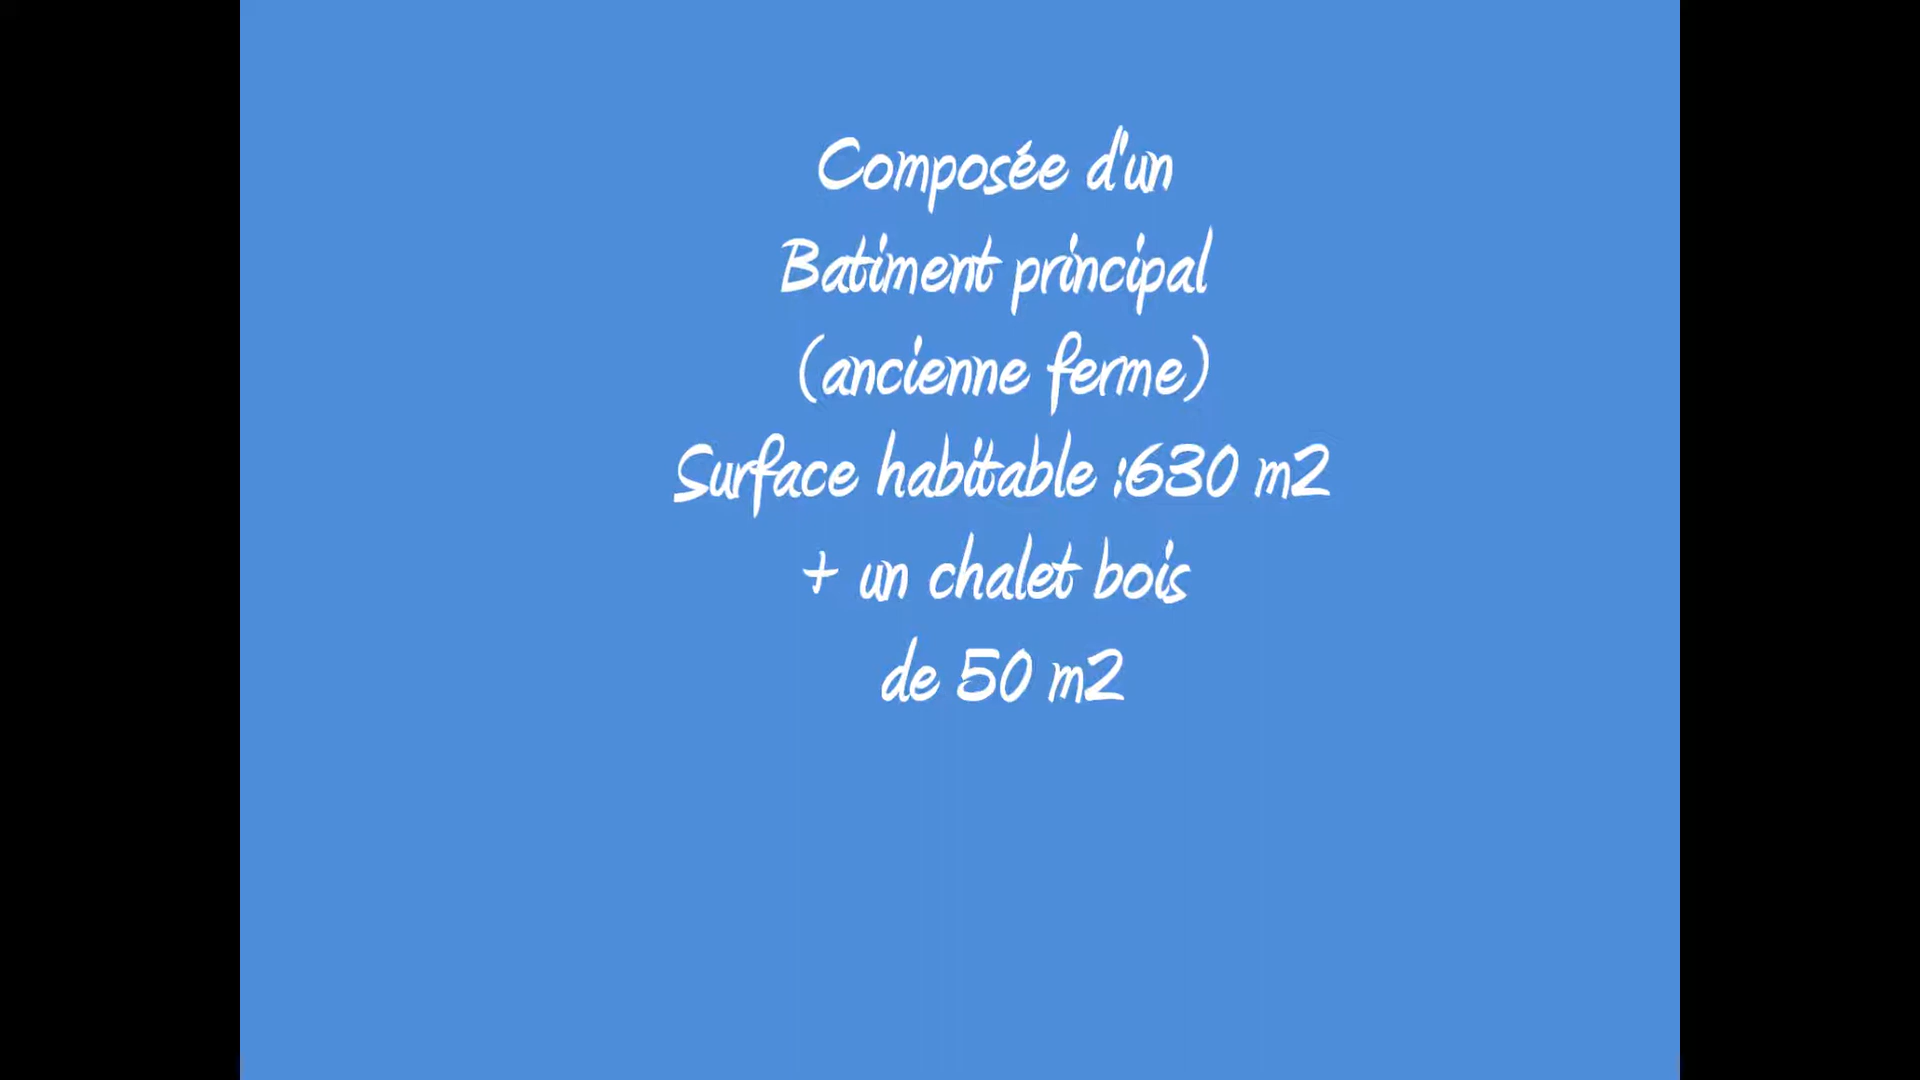 Composée d'un
Batiment principal
(ancienne ferme)
Surface habitable :630 m2
+ un chalet bois
de 50 m2